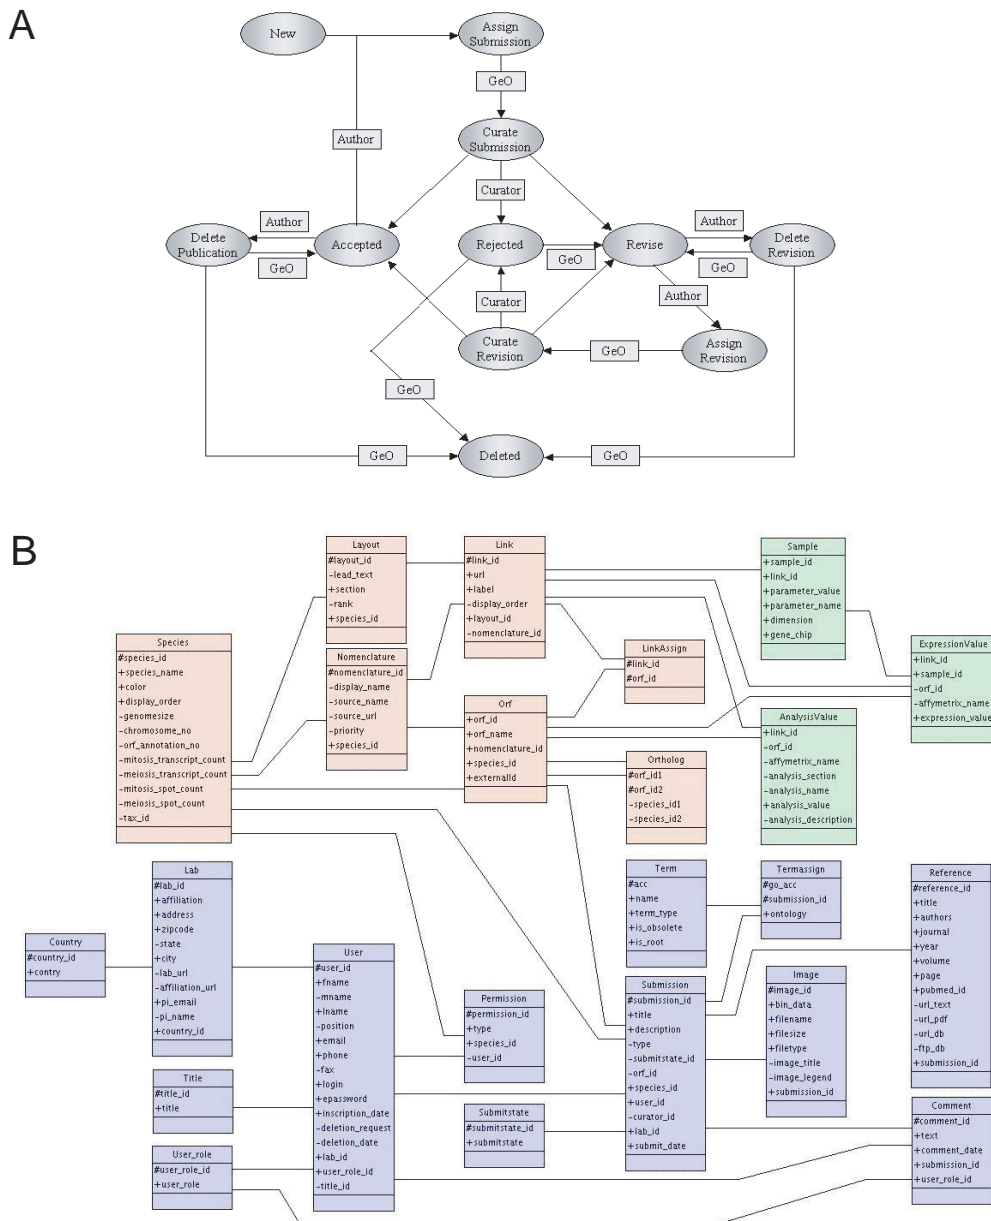 A
New
Assign
Submission
GeO
Author
Curate
Submission
Curator
Author
Author
Delete
Publication
Accepted
Rejected
Revise
Delete
Revision
GeO
GeO
GeO
Curator
Author
Curate
Revision
GeO
Assign
Revision
GeO
GeO
Deleted
GeO
B
Layout
#layout_id
-lead_text
+section
-rank
+species_id
Link
#link_id
+url
+label
-display_order
+layout_id
-nomenclature_id
Sample
+sample_id
+link_id
+parameter_value
+parameter_name
+dimension
+gene_chip
Species
#species_id
+species_name
+color
+display_order
-genomesize
-chromosome_no
-orf_annotation_no
-mitosis_transcript_count
-meiosis_transcript_count
-mitosis_spot_count
-meiosis_spot_count
-tax_id
Nomenclature
#nomenclature_id
-display_name
-source_name
-source_url
-priority
+species_id
LinkAssign
#link_id
#orf_id
ExpressionValue
+link_id
+sample_id
-orf_id
-affymetrix_name
+expression_value
Orf
+orf_id
+orf_name
+nomenclature_id
+species_id
+externalId
AnalysisValue
+link_id
-orf_id
-affymetrix_name
-analysis_section
-analysis_name
+analysis_value
-analysis_description
Ortholog
#orf_id1
#orf_id2
-species_id1
-species_id2
Lab
#lab_id
+affiliation
+address
+zipcode
-state
+city
-lab_url
-affiliation_url
+pi_email
-pi_name
+country_id
Term
#acc
+name
+term_type
+is_obsolete
+is_root
Termassign
#go_acc
#submission_id
+ontology
Reference
#reference_id
+title
+authors
+journal
+year
+volume
+page
+pubmed_id
-url_text
-url_pdf
-url_db
-ftp_db
+submission_id
Country
#country_id
+contry
User
#user_id
+fname
-mname
+lname
-position
+email
+phone
-fax
+login
+epassword
+inscription_date
-deletion_request
-deletion_date
+lab_id
+user_role_id
-title_id
Permission
#permission_id
+type
+species_id
-user_id
Submission
#submission_id
+title
+description
-type
-submitstate_id
-orf_id
+species_id
+user_id
-curator_id
+lab_id
+submit_date
Image
#image_id
+bin_data
+filename
+filesize
+filetype
-image_title
-image_legend
+submission_id
Title
#title_id
+title
Submitstate
#submitstate_id
+submitstate
Comment
#comment_id
+text
+comment_date
+submission_id
+user_role_id
User_role
#user_role_id
+user_role